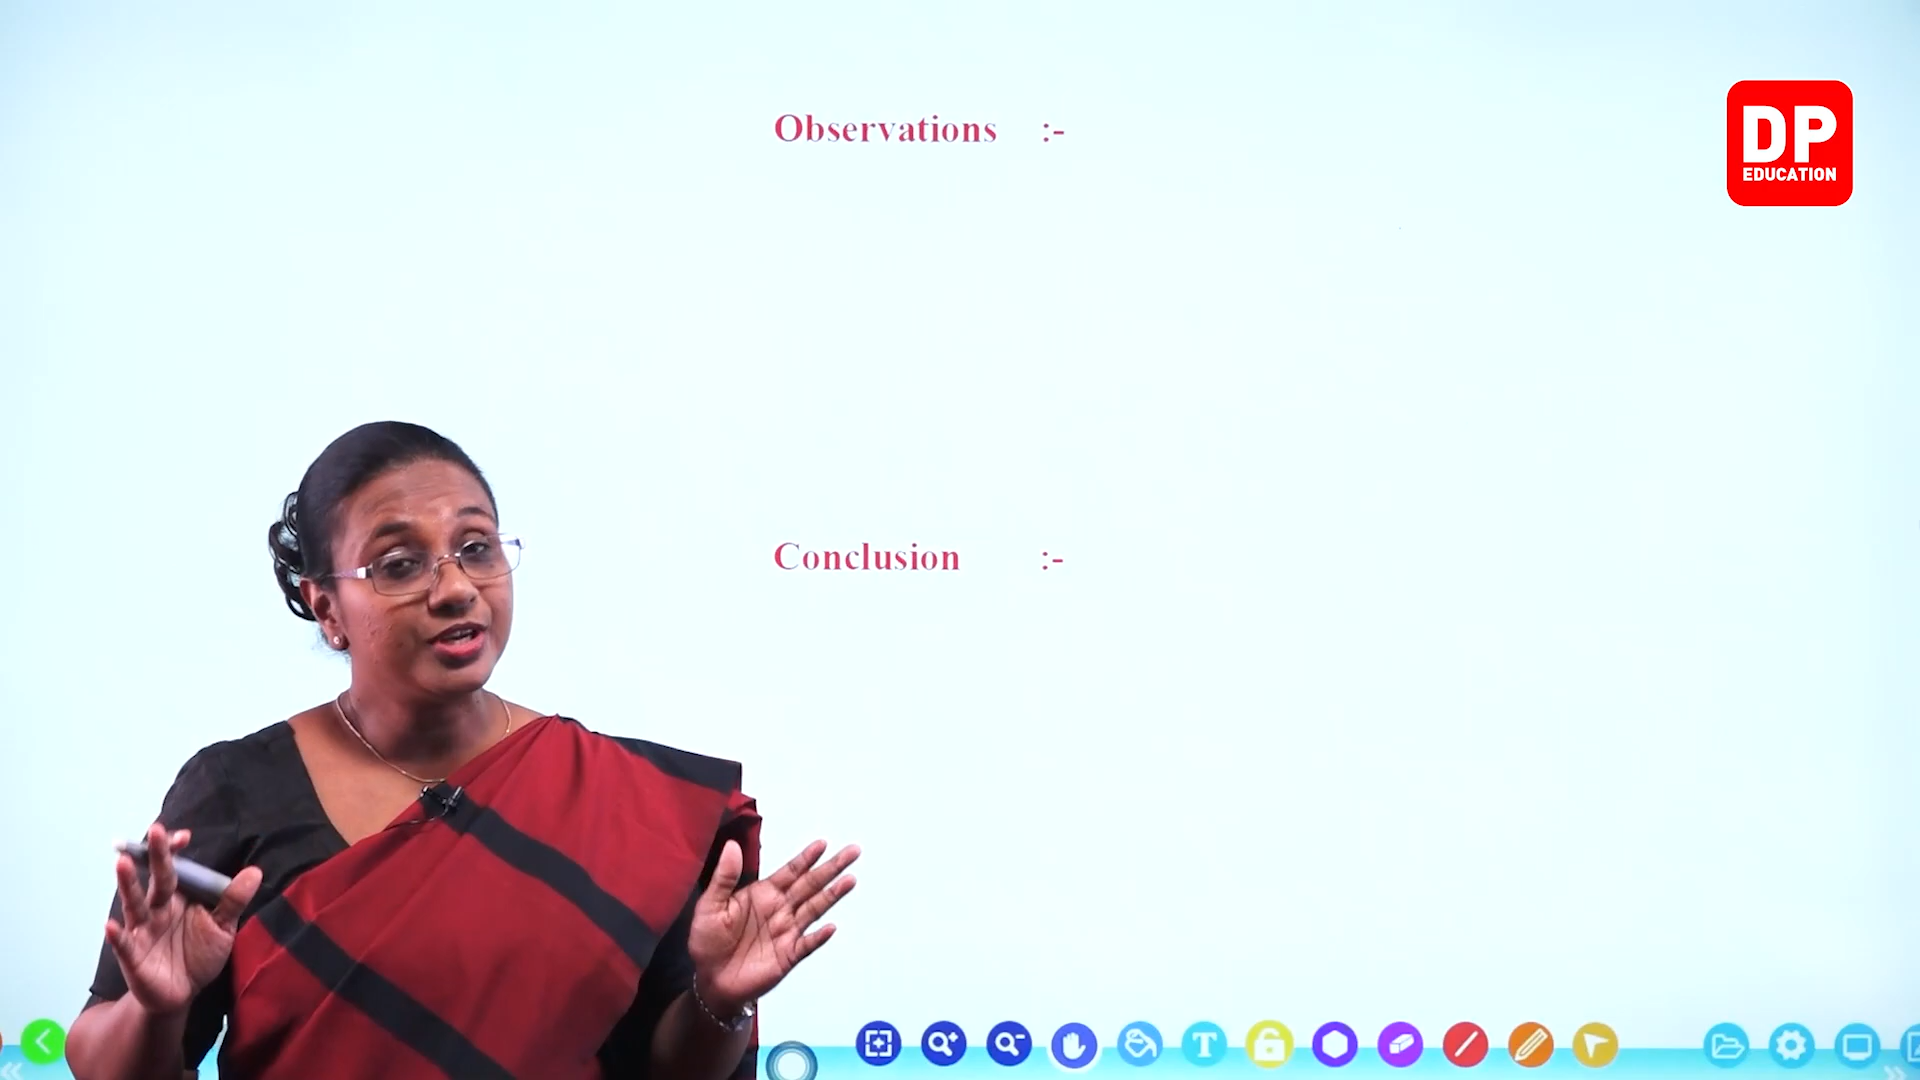 Observations :-
DP
EDUCATION
Conclusion :-
T